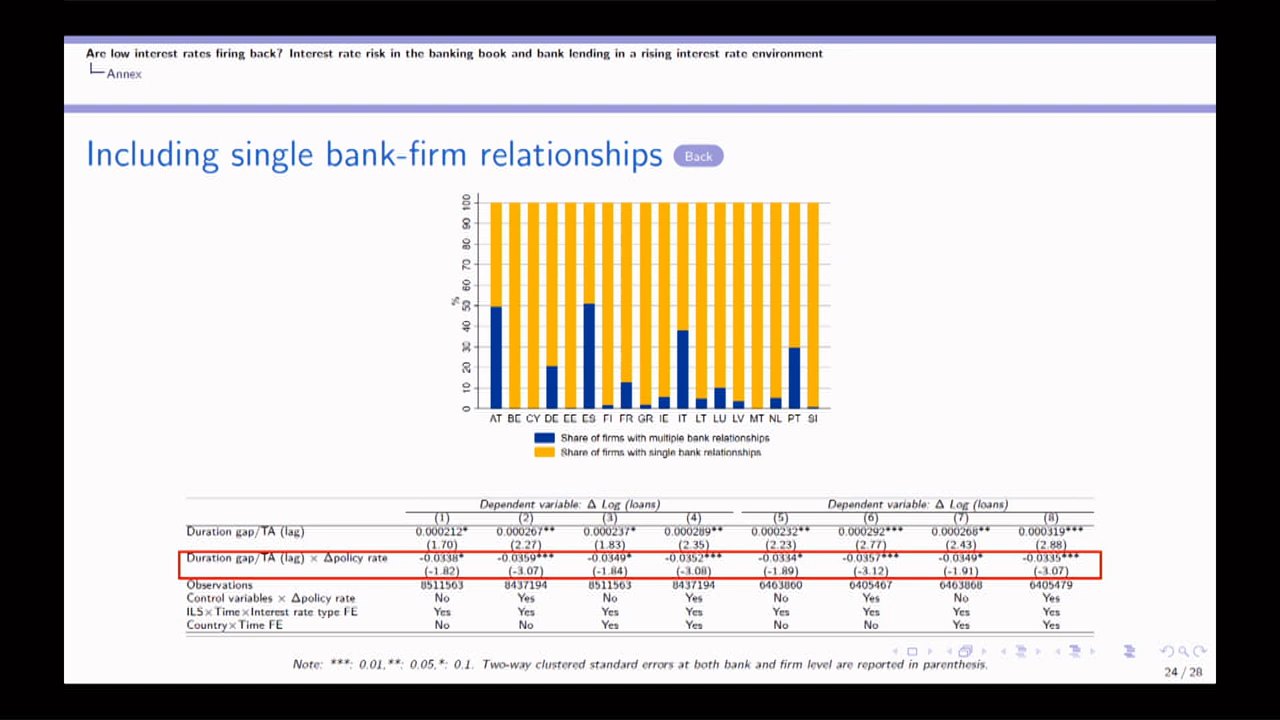 Are low interest rates firing back? Interest rate risk in the banking book and bank lending in a rising interest rate environment
Annex
Including single bank-firm relationships Back
100
90
80
70
60
50
40
30
20
10
0
%
AT BE CY DE EE ES FI FR GR IE IT LT LU LV MT NL PT SI
Share of firms with multiple bank relationships
Share of firms with single bank relationships
Dependent variable: Δ Log (loans) Dependent variable: Δ Log (loans)
(1) (2) (3) (4) (5) (6) (7) (8)
Duration gap/TA (lag) 0.000212* 0.000267** 0.000237* 0.000289** 0.000232** 0.000292*** 0.000268** 0.000319***
(1.70) (2.27) (1.83) (2.35) (2.23) (2.77) (2.43) (2.88)
Duration gap/TA (lag) × Δpolicy rate -0.0338* -0.0359*** -0.0349* -0.0352*** -0.0334* -0.0357*** -0.0349* -0.0335***
(-1.82) (-3.07) (-1.84) (-3.08) (-1.89) (-3.12) (-1.91) (-3.07)
Observations 8511563 8437194 8511563 8437194 6463860 6405467 6463868 6405479
Control variables × Δpolicy rate No Yes No Yes No Yes No Yes
ILS×Time×Interest rate type FE Yes Yes Yes Yes Yes Yes Yes Yes
Country×Time FE No No Yes Yes No No Yes Yes
Note: ***: 0.01,**: 0.05,*: 0.1. Two-way clustered standard errors at both bank and firm level are reported in parenthesis.
24 / 28